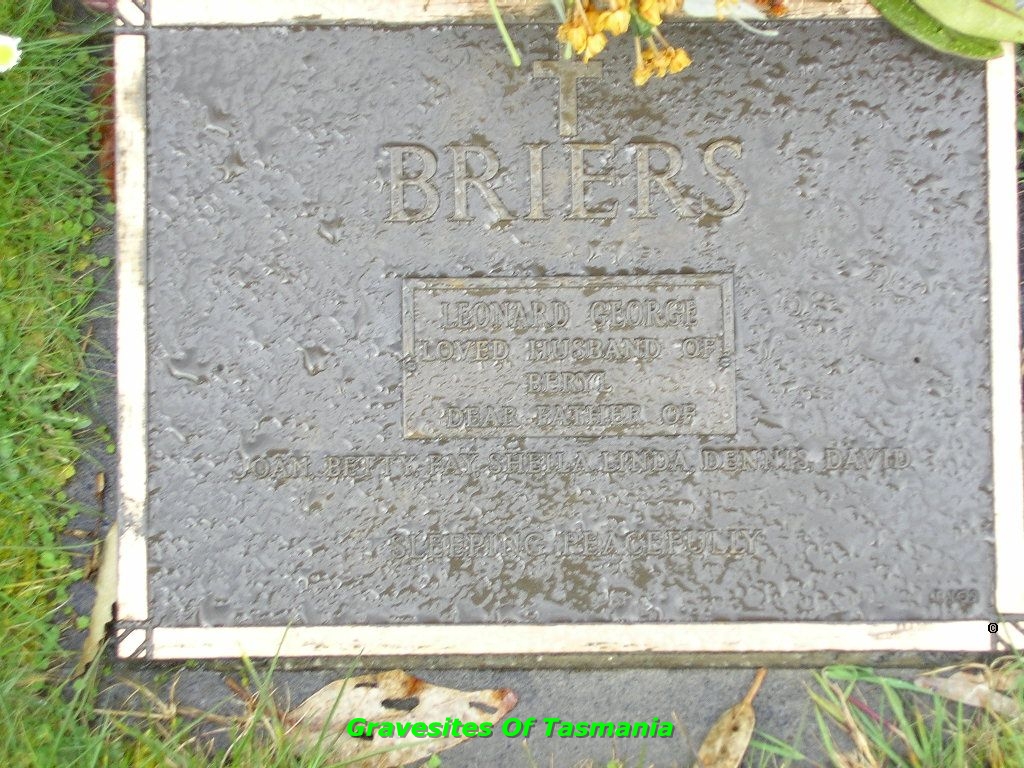 BRIERS
LEONARD GEORGE
LOVED HUSBAND OF
BERYL
DEAR FATHER OF
JOAN, BETTY, FAY, SHEILA, LINDA, DENNIS, DAVID
SLEEPING PEACEFULLY
©
Gravesites Of Tasmania